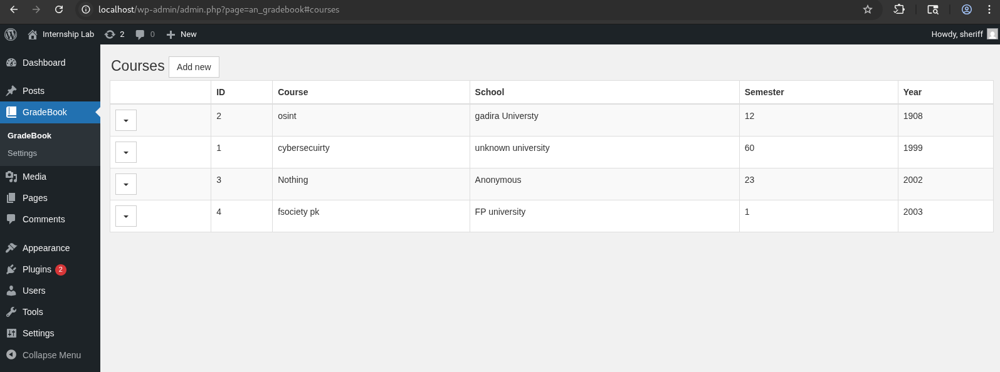 localhost/wp-admin/admin.php?page=an_gradebook#courses
Internship Lab 2 0 New Howdy, sheriff
Dashboard
Posts
GradeBook
GradeBook
Settings
Media
Pages
Comments
Appearance
Plugins 2
Users
Tools
Settings
Collapse Menu
Courses Add new
ID Course School Semester Year
2 osint gadira Universty 12 1908
1 cybersecuirty unknown university 60 1999
3 Nothing Anonymous 23 2002
4 fsociety pk FP university 1 2003